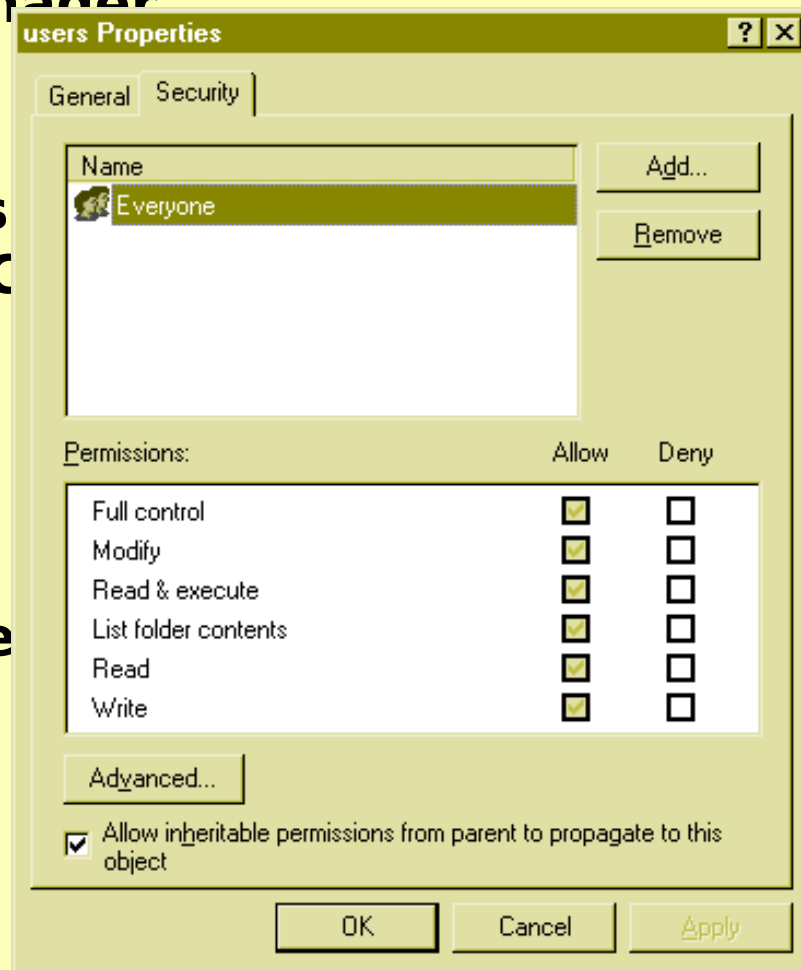 users Properties
General Security
Name
Everyone
Add...
Remove
Permissions: Allow Deny
Full control
Modify
Read & execute
List folder contents
Read
Write
Advanced...
Allow inheritable permissions from parent to propagate to this
object
OK Cancel Apply